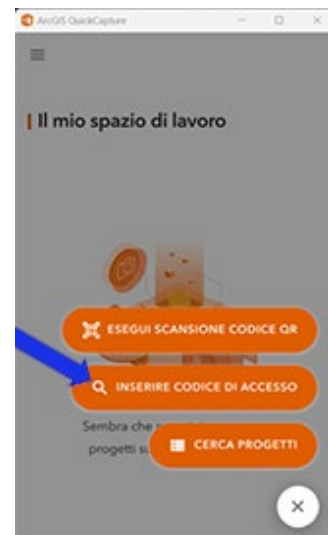 ArcGIS QuickCapture
Il mio spazio di lavoro
ESEGUI SCANSIONE CODICE QR
INSERIRE CODICE DI ACCESSO
Sembra che
progetti
CERCA PROGETTI